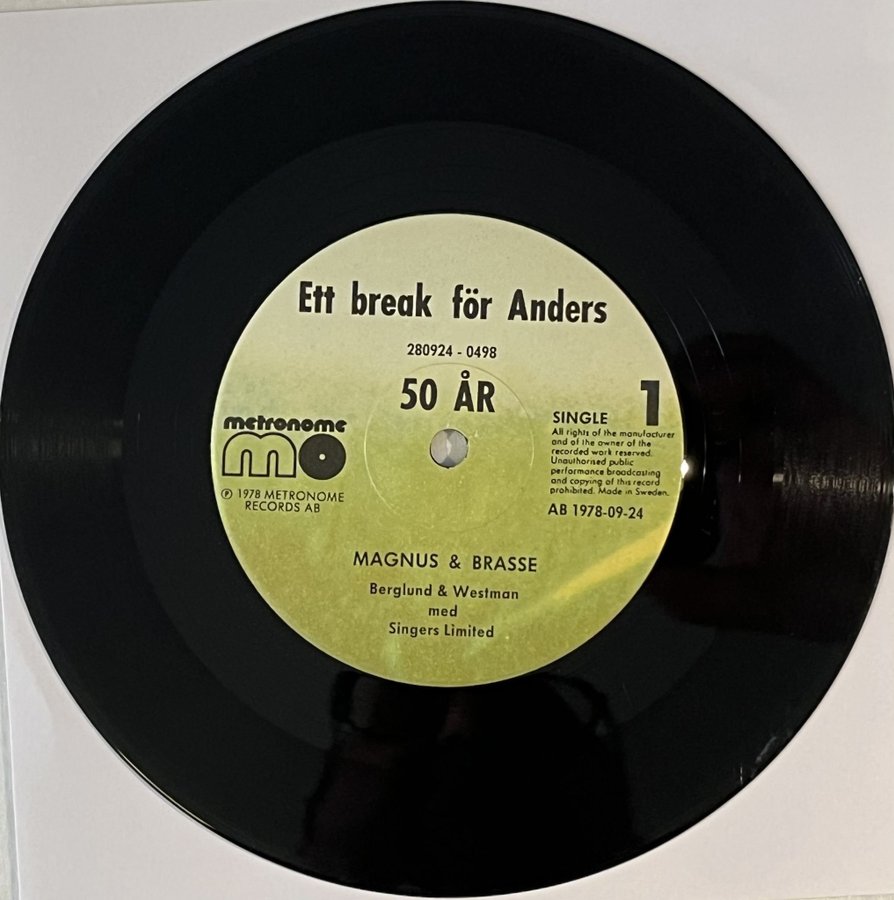 Ett break för Anders
280924 - 0498
50 ÅR
metronome
mo
℗ 1978 METRONOME
RECORDS AB
SINGLE 1
All rights of the manufacturer
and of the owner of the
recorded work reserved.
Unauthorised public
performance broadcasting
and copying of this record
prohibited. Made in Sweden.
AB 1978-09-24
MAGNUS & BRASSE
Berglund & Westman
med
Singers Limited